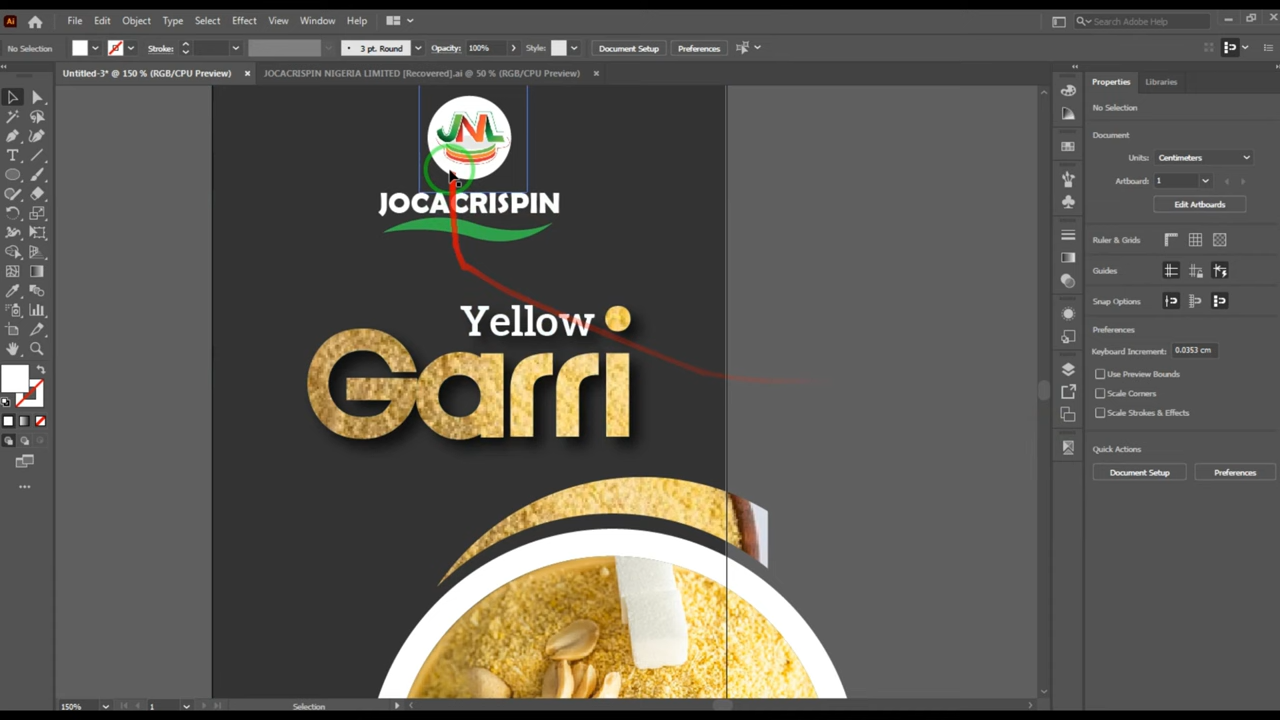 Ai File Edit Object Type Select Effect View Window Help Search Adobe Help
No Selection Stroke: 3 pt. Round Opacity: 100% Style: Document Setup Preferences
Untitled-3* @ 150 % (RGB/CPU Preview) × JOCACRISPIN NIGERIA LIMITED [Recovered].ai @ 50 % (RGB/CPU Preview) ×
Properties Libraries
No Selection
Document
Units: Centimeters
Artboard: 1
Edit Artboards
Ruler & Grids
Guides
Snap Options
Preferences
Keyboard Increment: 0.0353 cm
Use Preview Bounds
Scale Corners
Scale Strokes & Effects
Quick Actions
Document Setup Preferences
JNL
JOCACRISPIN
Yellow
Garri
150% 1 Selection